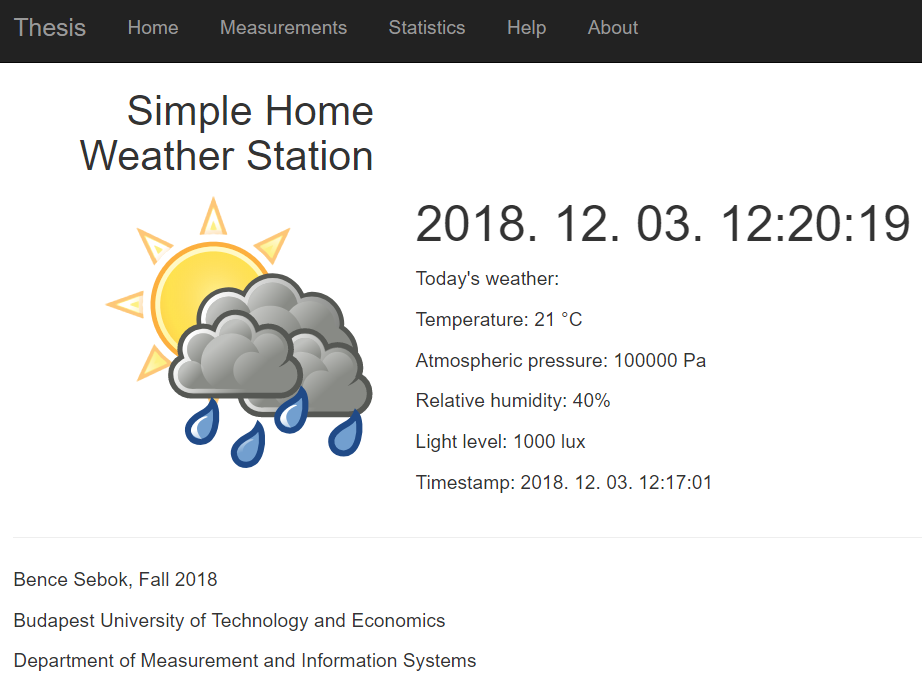 Thesis Home Measurements Statistics Help About
Simple Home
Weather Station
2018. 12. 03. 12:20:19
Today's weather:
Temperature: 21 °C
Atmospheric pressure: 100000 Pa
Relative humidity: 40%
Light level: 1000 lux
Timestamp: 2018. 12. 03. 12:17:01
Bence Sebok, Fall 2018
Budapest University of Technology and Economics
Department of Measurement and Information Systems